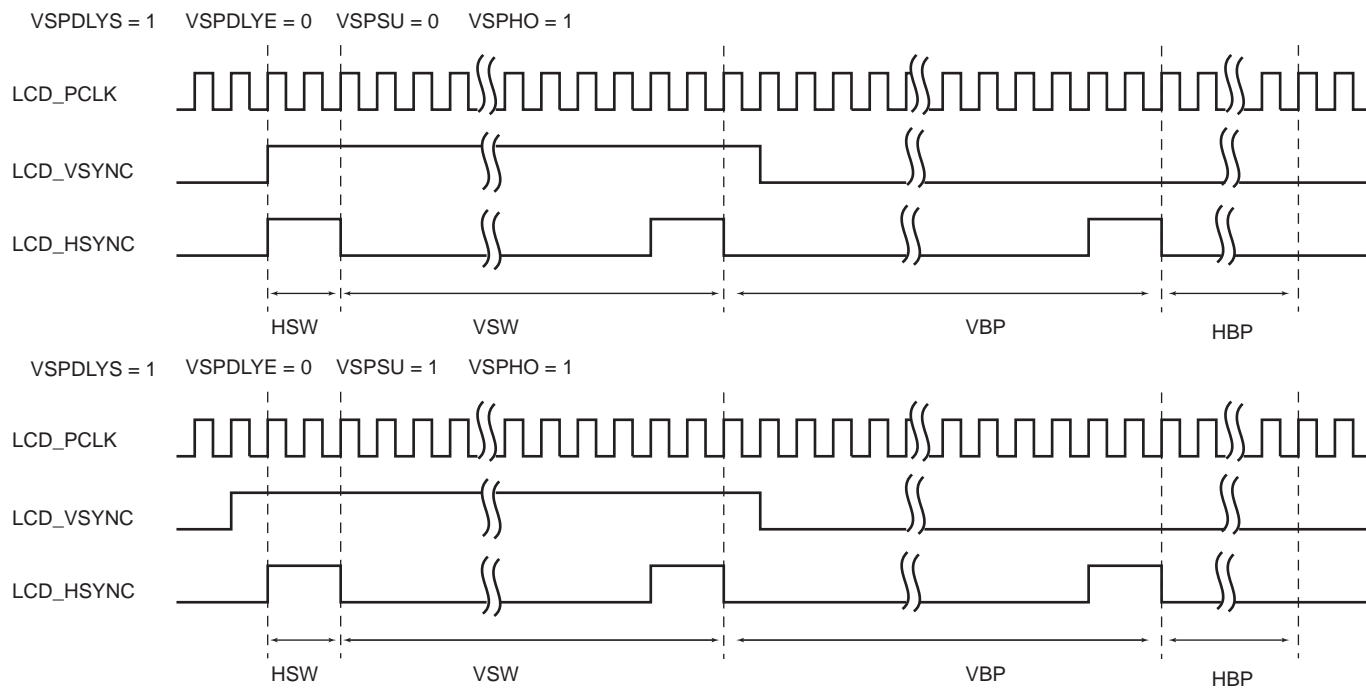 VSPDLYS = 1 VSPDLYE = 0 VSPSU = 0 VSPHO = 1
LCD_PCLK
LCD_VSYNC
LCD_HSYNC
HSW VSW VBP HBP
VSPDLYS = 1 VSPDLYE = 0 VSPSU = 1 VSPHO = 1
LCD_PCLK
LCD_VSYNC
LCD_HSYNC
HSW VSW VBP HBP